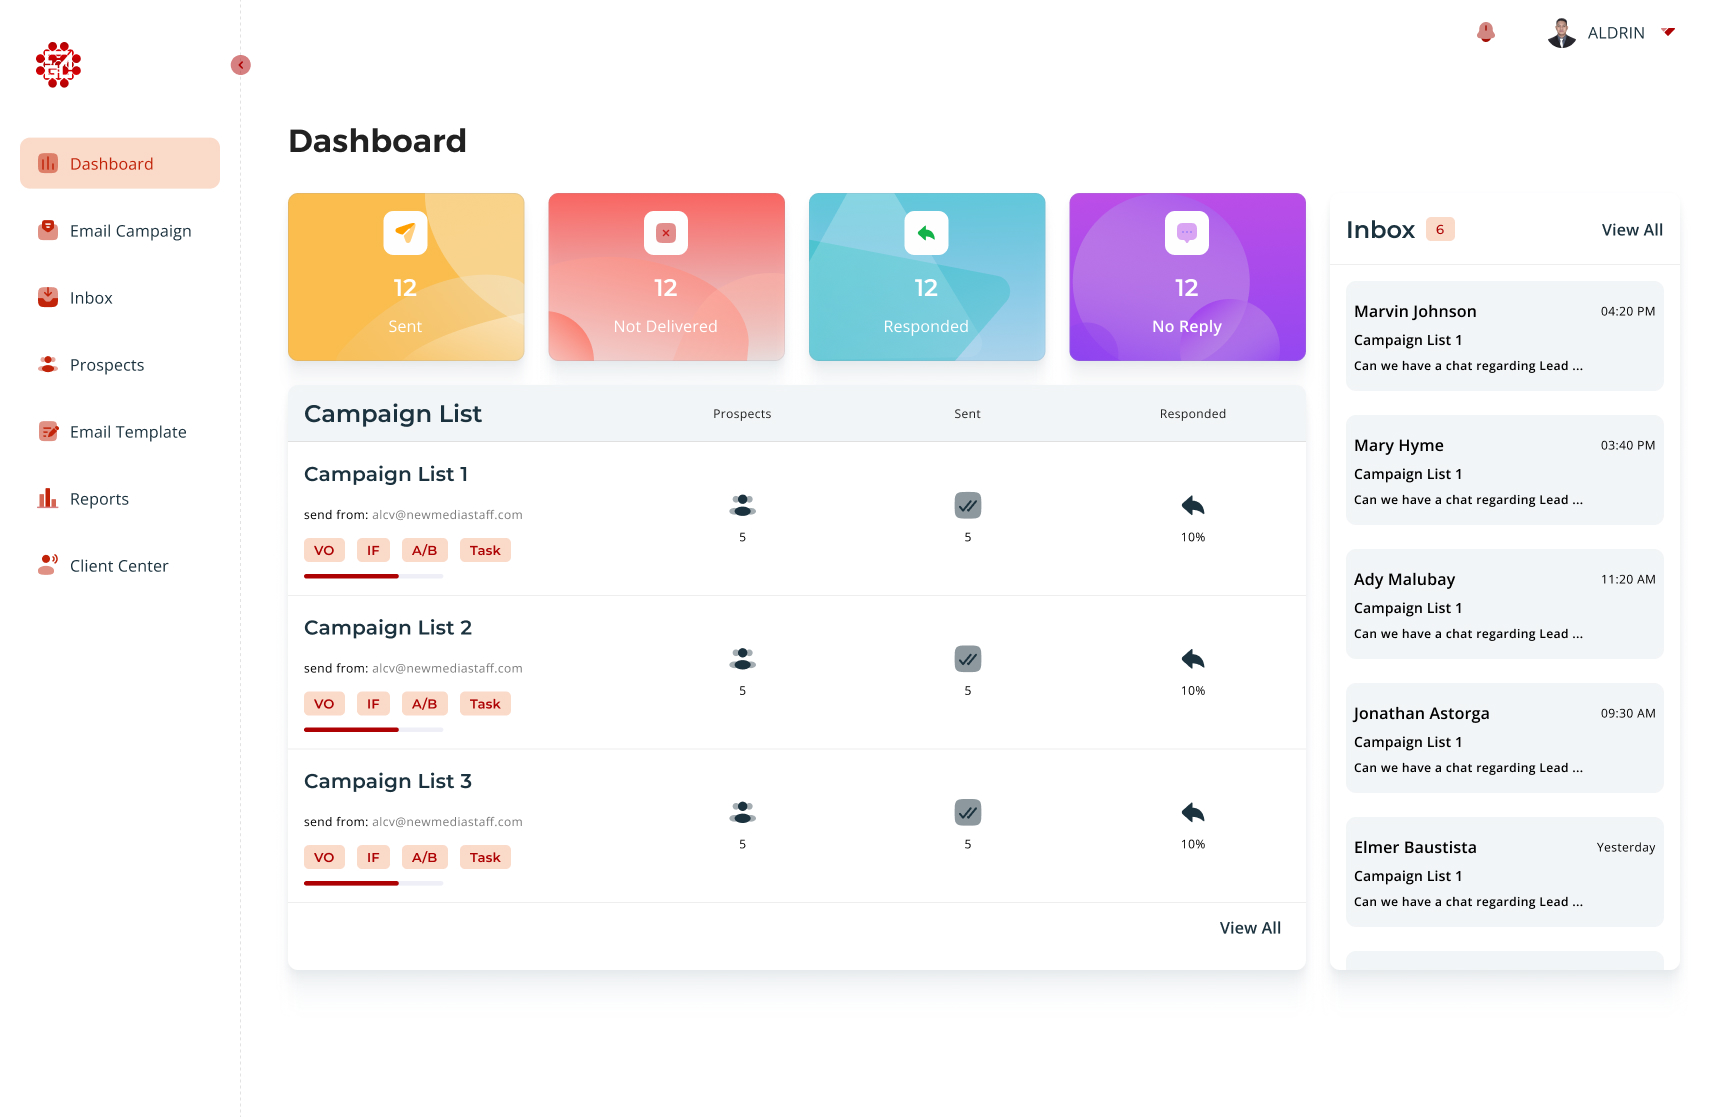 ALDRIN
Dashboard
Email Campaign
Inbox
Prospects
Email Template
Reports
Client Center
Dashboard
12
Sent
12
Not Delivered
12
Responded
12
No Reply
Campaign List
Prospects
Sent
Responded
Campaign List 1
send from: alcv@newmediastaff.com
VO IF A/B Task
5
5
10%
Campaign List 2
send from: alcv@newmediastaff.com
VO IF A/B Task
5
5
10%
Campaign List 3
send from: alcv@newmediastaff.com
VO IF A/B Task
5
5
10%
View All
Inbox 6
View All
Marvin Johnson
04:20 PM
Campaign List 1
Can we have a chat regarding Lead ...
Mary Hyme
03:40 PM
Campaign List 1
Can we have a chat regarding Lead ...
Ady Malubay
11:20 AM
Campaign List 1
Can we have a chat regarding Lead ...
Jonathan Astorga
09:30 AM
Campaign List 1
Can we have a chat regarding Lead ...
Elmer Baustista
Yesterday
Campaign List 1
Can we have a chat regarding Lead ...